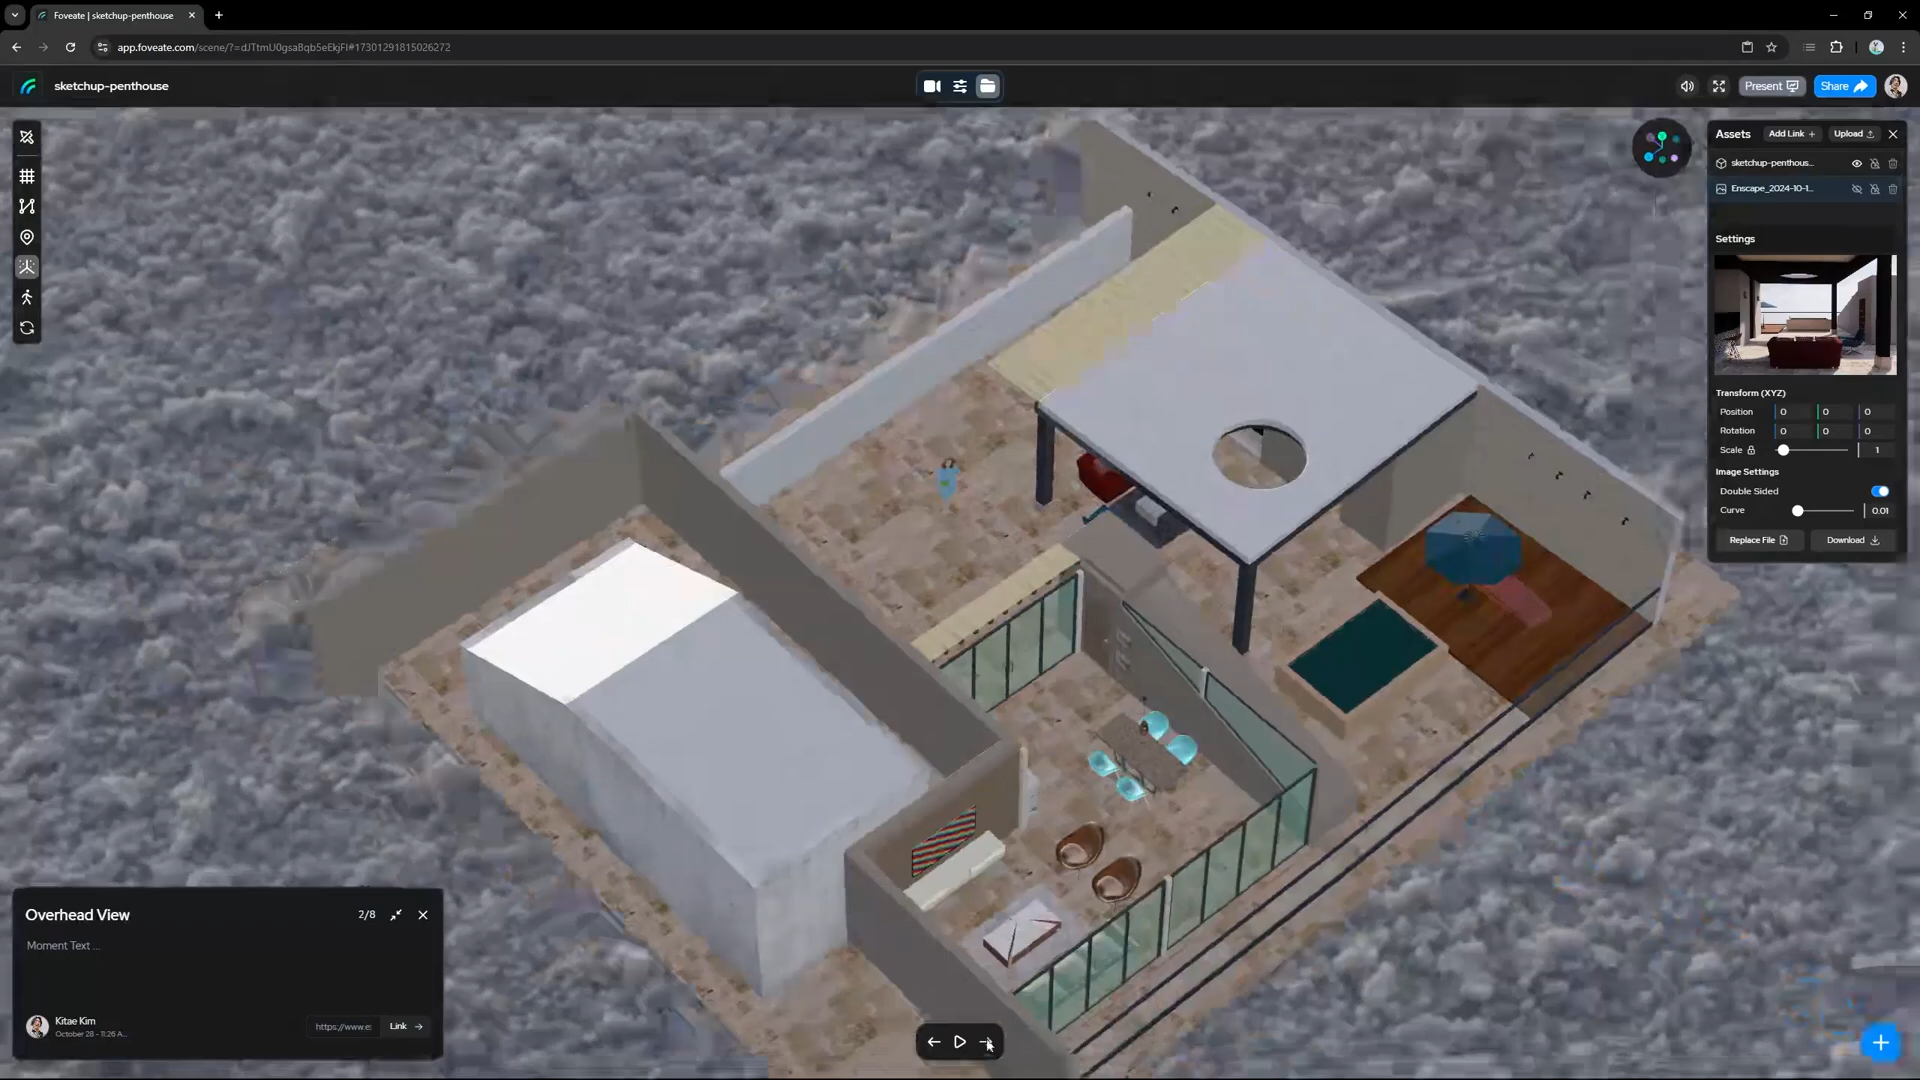 Foveate | sketchup-penthouse
app.foveate.com/scene/?=dJTtmU0gsaBqb5eEkjFl#17301291815026272
sketchup-penthouse
Present
Share
Assets
Add Link +
Upload
sketchup-penthous...
Enscape_2024-10-1...
Settings
Transform (XYZ)
Position 0 0 0
Rotation 0 0 0
Scale 1
Image Settings
Double Sided
Curve 0.01
Replace File
Download
Overhead View
2/8
Moment Text ...
Kitae Kim
October 28 - 11:26 A...
https://www.e:
Link →